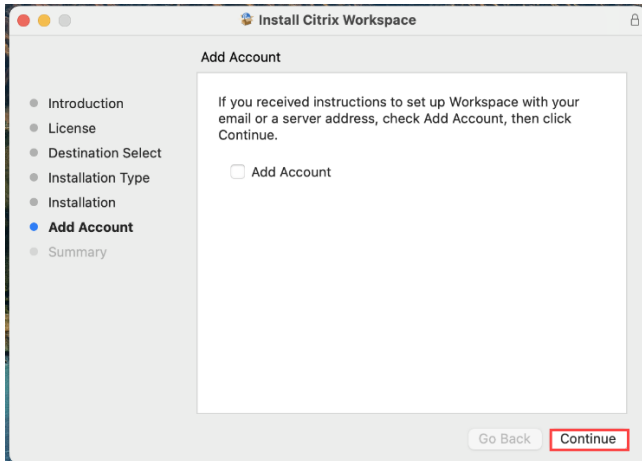 Install Citrix Workspace
Add Account
Introduction
License
Destination Select
Installation Type
Installation
Add Account
Summary
If you received instructions to set up Workspace with your
email or a server address, check Add Account, then click
Continue.
Add Account
Go Back Continue